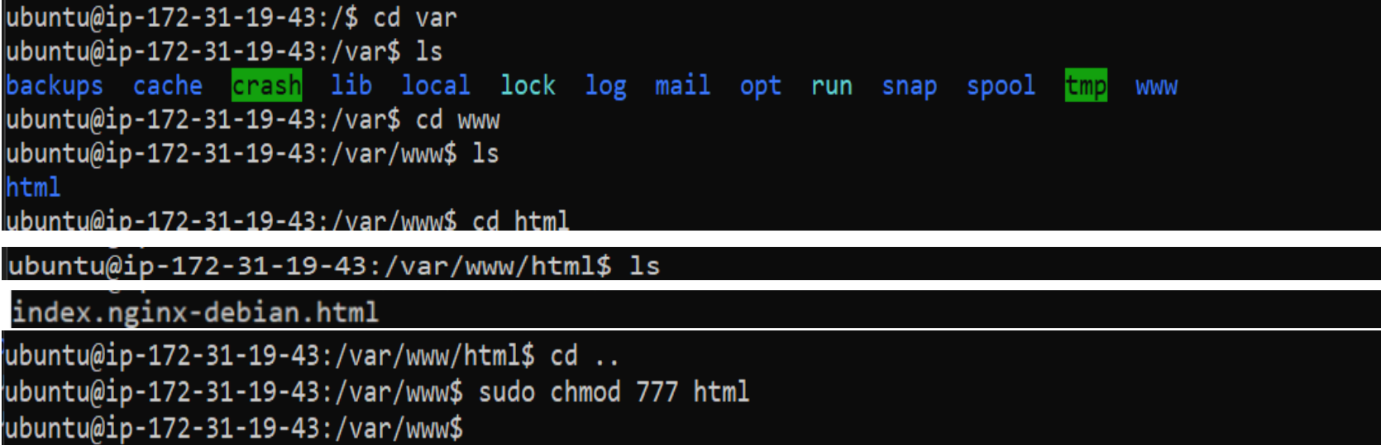 ubuntu@ip-172-31-19-43:/$ cd var
ubuntu@ip-172-31-19-43:/var$ ls
backups cache crash lib local lock log mail opt run snap spool tmp www
ubuntu@ip-172-31-19-43:/var$ cd www
ubuntu@ip-172-31-19-43:/var/www$ ls
html
ubuntu@ip-172-31-19-43:/var/www$ cd html
ubuntu@ip-172-31-19-43:/var/www/html$ ls
index.nginx-debian.html
ubuntu@ip-172-31-19-43:/var/www/html$ cd ..
ubuntu@ip-172-31-19-43:/var/www$ sudo chmod 777 html
ubuntu@ip-172-31-19-43:/var/www$